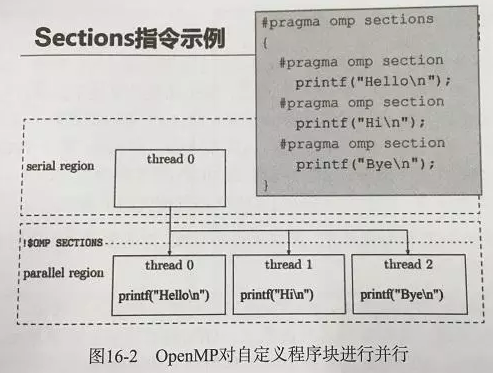 Sections指令示例
#pragma omp sections
{
#pragma omp section
printf("Hello\n");
#pragma omp section
printf("Hi\n");
#pragma omp section
printf("Bye\n");
}
serial region
thread 0
!$OMP SECTIONS
parallel region
thread 0
printf("Hello\n")
thread 1
printf("Hi\n")
thread 2
printf("Bye\n")
图16-2 OpenMP对自定义程序块进行并行